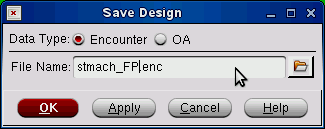 Save Design
Data Type: Encounter OA
File Name: stmach_FP.enc
OK Apply Cancel Help